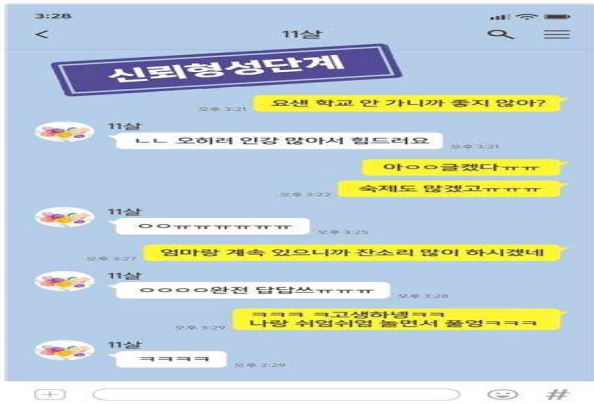 3:28
11살
신뢰형성단계
요샌 학교 안 가니까 좋지 않아?
오후 3:21
11살
ㄴㄴ 오히려 인강 많아서 힘드러요
오후 3:21
아ㅇㅇ글켔다ㅠㅠ
숙제도 많겠고ㅠㅠㅠ
오후 3:22
11살
ㅇㅇㅠㅠㅠㅠㅠㅠ
오후 3:25
엄마랑 계속 있으니까 잔소리 많이 하시겠네
오후 3:27
11살
ㅇㅇㅇㅇ완전 답답쓰ㅠㅠㅠ
오후 3:28
ㅋㅋㅋ ㅋ고생하넹ㅋㅋ
나랑 쉬엄쉬엄 놀면서 풀엉ㅋㅋㅋ
오후 3:29
11살
ㅋㅋㅋㅋ
오후 3:29
#